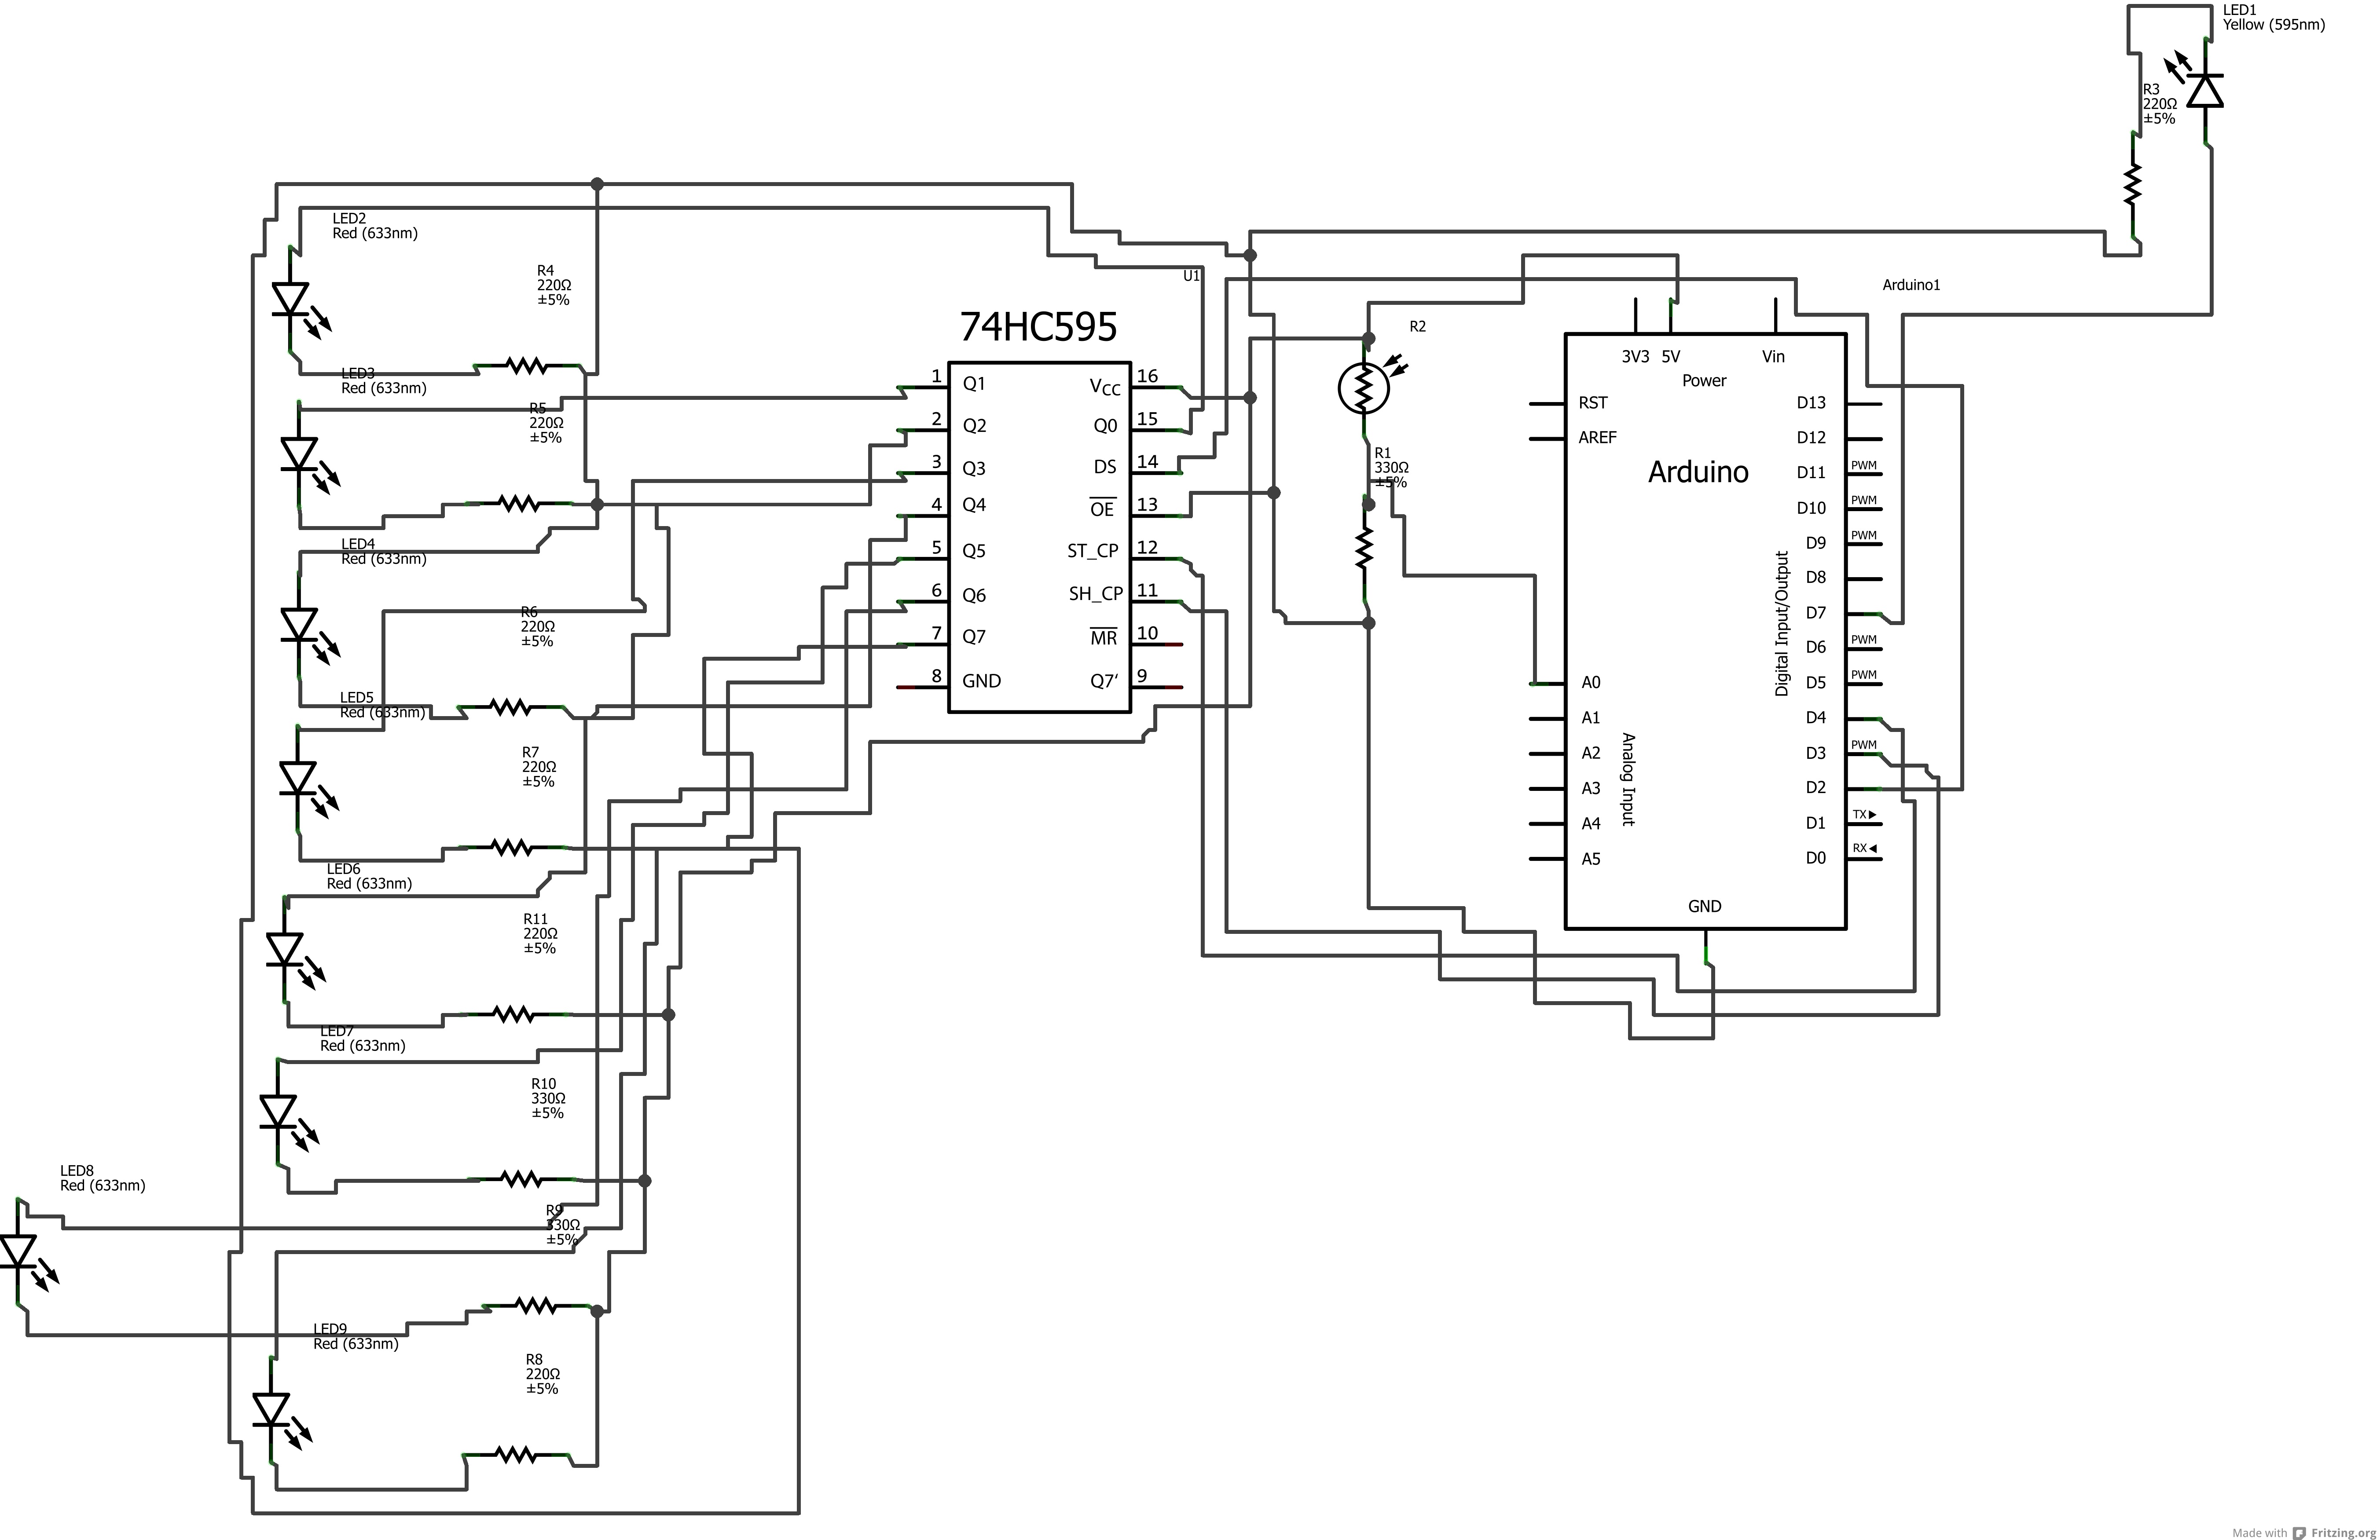 LED1
Yellow (595nm)
R3
220Ω
±5%
LED2
Red (633nm)
R4
220Ω
±5%
U1
Arduino1
74HC595
R2
3V3 5V Vin
Power
LED3
Red (633nm)
R5
220Ω
±5%
1 Q1
2 Q2
3 Q3
4 Q4
5 Q5
6 Q6
7 Q7
8 GND
VCC 16
Q0 15
DS 14
OE 13
ST_CP 12
SH_CP 11
MR 10
Q7‘ 9
R1
330Ω
±5%
RST
AREF
Arduino
D13
D12
D11 PWM
D10 PWM
D9 PWM
D8
D7
D6 PWM
D5 PWM
D4
D3 PWM
D2
D1 TX▶
D0 RX◀
Digital Input/Output
A0
A1
A2
A3
A4
A5
Analog Input
GND
LED4
Red (633nm)
R6
220Ω
±5%
LED5
Red (633nm)
R7
220Ω
±5%
LED6
Red (633nm)
R11
220Ω
±5%
LED7
Red (633nm)
R10
330Ω
±5%
LED8
Red (633nm)
R9
330Ω
±5%
LED9
Red (633nm)
R8
220Ω
±5%
Made with Fritzing.org